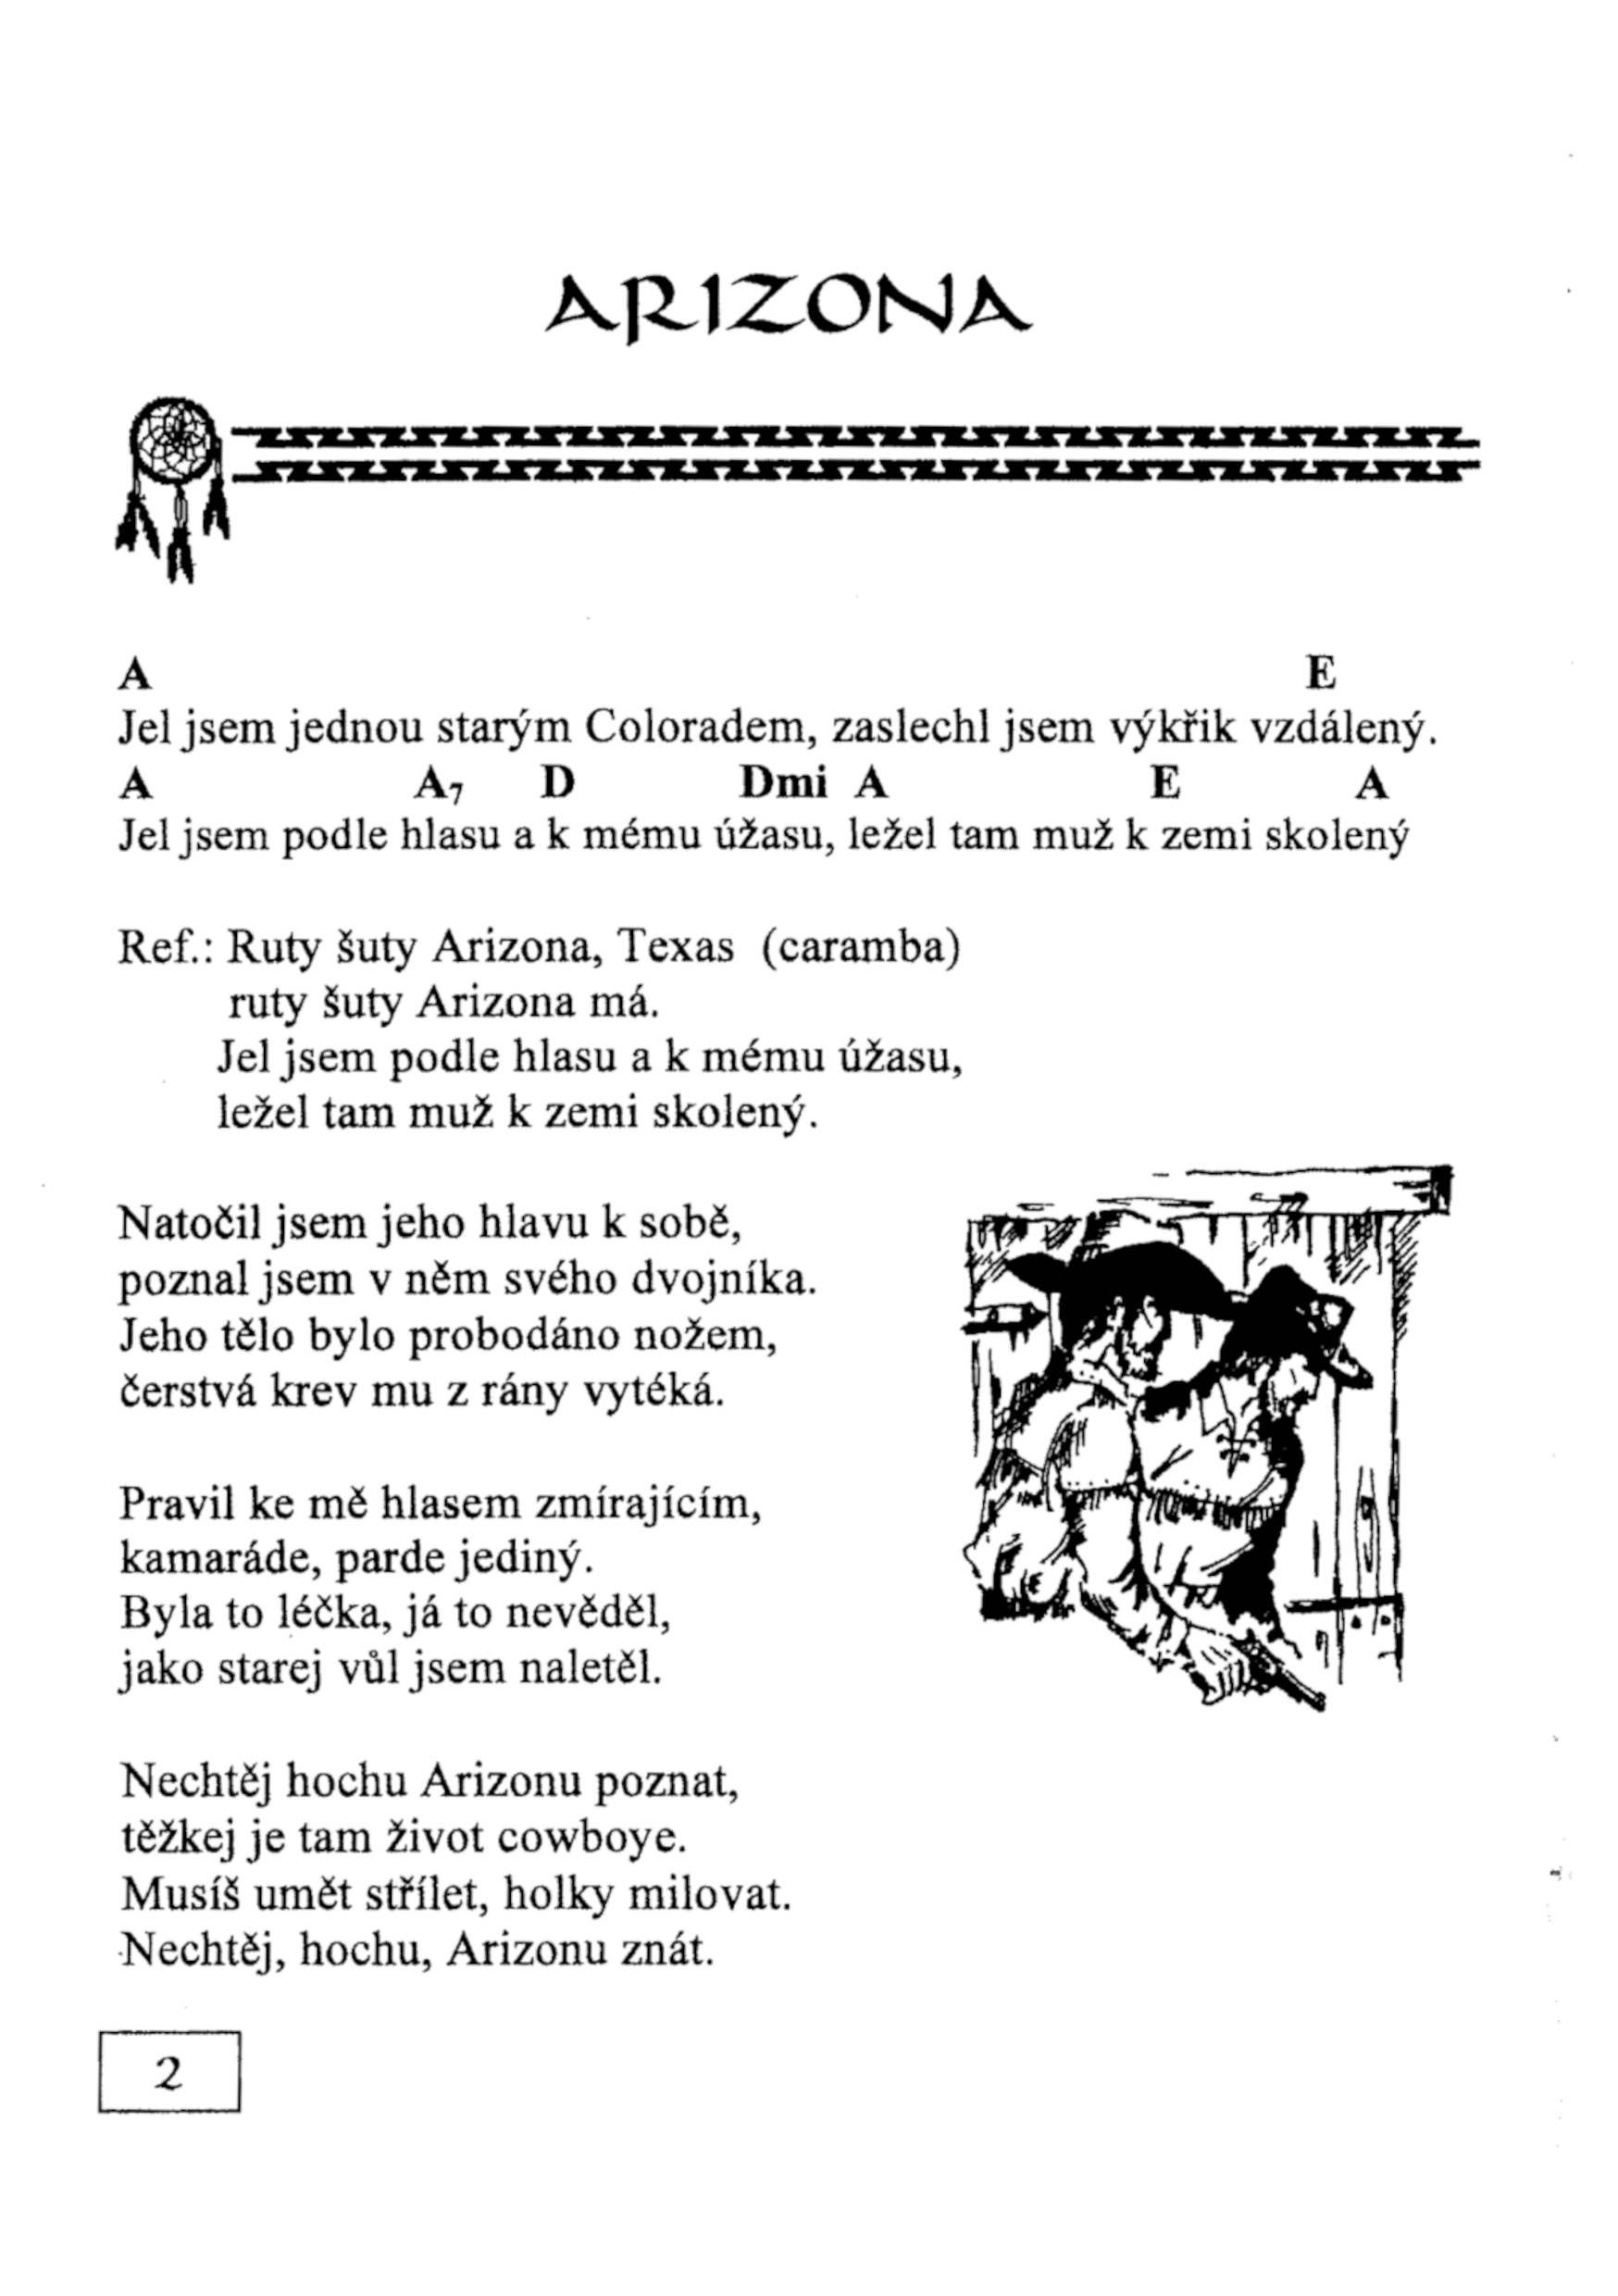 ARIZONA
A E
Jel jsem jednou starým Coloradem, zaslechl jsem výkřik vzdálený.
A A7 D Dmi A E A
Jel jsem podle hlasu a k mému úžasu, ležel tam muž k zemi skolený
Ref.: Ruty šuty Arizona, Texas (caramba)
ruty šuty Arizona má.
Jel jsem podle hlasu a k mému úžasu,
ležel tam muž k zemi skolený.
Natočil jsem jeho hlavu k sobě,
poznal jsem v něm svého dvojníka.
Jeho tělo bylo probodáno nožem,
čerstvá krev mu z rány vytéká.
Pravil ke mě hlasem zmírajícím,
kamaráde, parde jediný.
Byla to léčka, já to nevěděl,
jako starej vůl jsem naletěl.
Nechtěj hochu Arizonu poznat,
těžkej je tam život cowboye.
Musíš umět střílet, holky milovat.
Nechtěj, hochu, Arizonu znát.
2